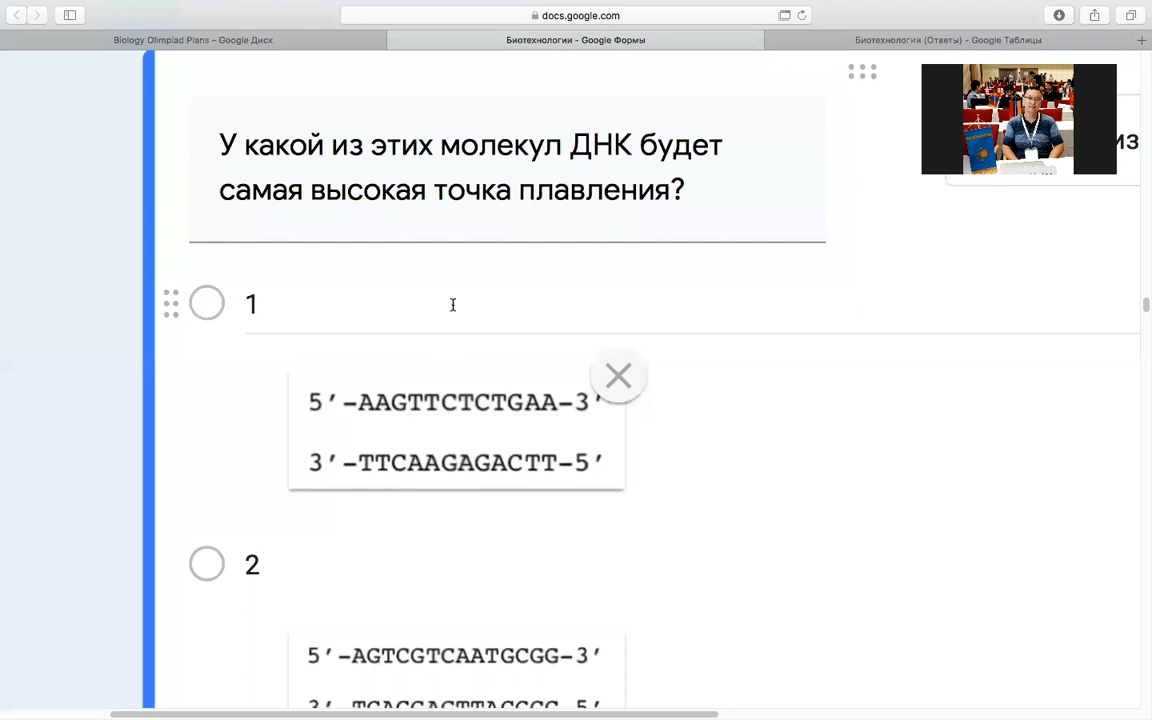 docs.google.com
Biology Olimpiad Plans – Google Диск
Биотехнологии - Google Формы
Биотехнологии (Ответы) - Google Таблицы
У какой из этих молекул ДНК будет
самая высокая точка плавления?
из
1
5′-AAGTTCTCTGAA-3′
3′-TTCAAGAGACTT-5′
2
5′-AGTCGTCAATGCGG-3′